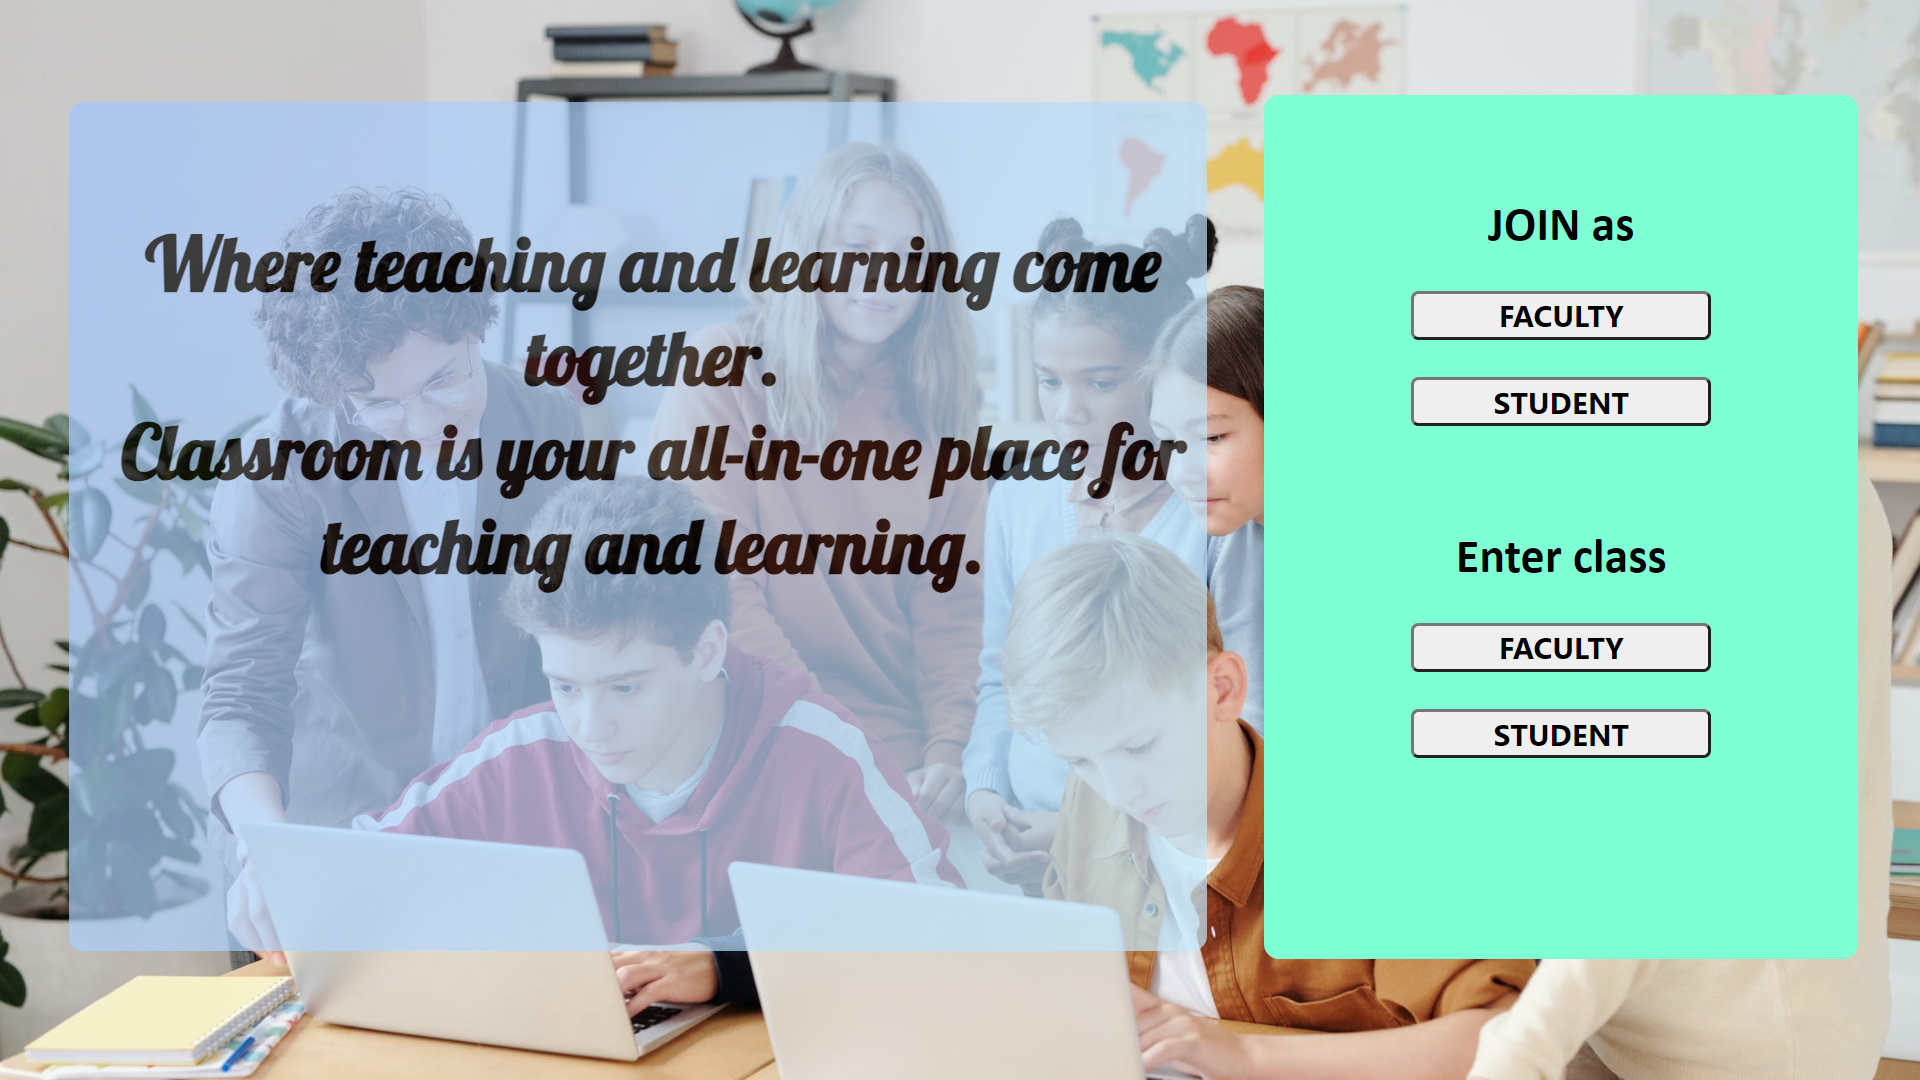 Where teaching and learning come
together.
Classroom is your all-in-one place for
teaching and learning.
JOIN as
FACULTY
STUDENT
Enter class
FACULTY
STUDENT